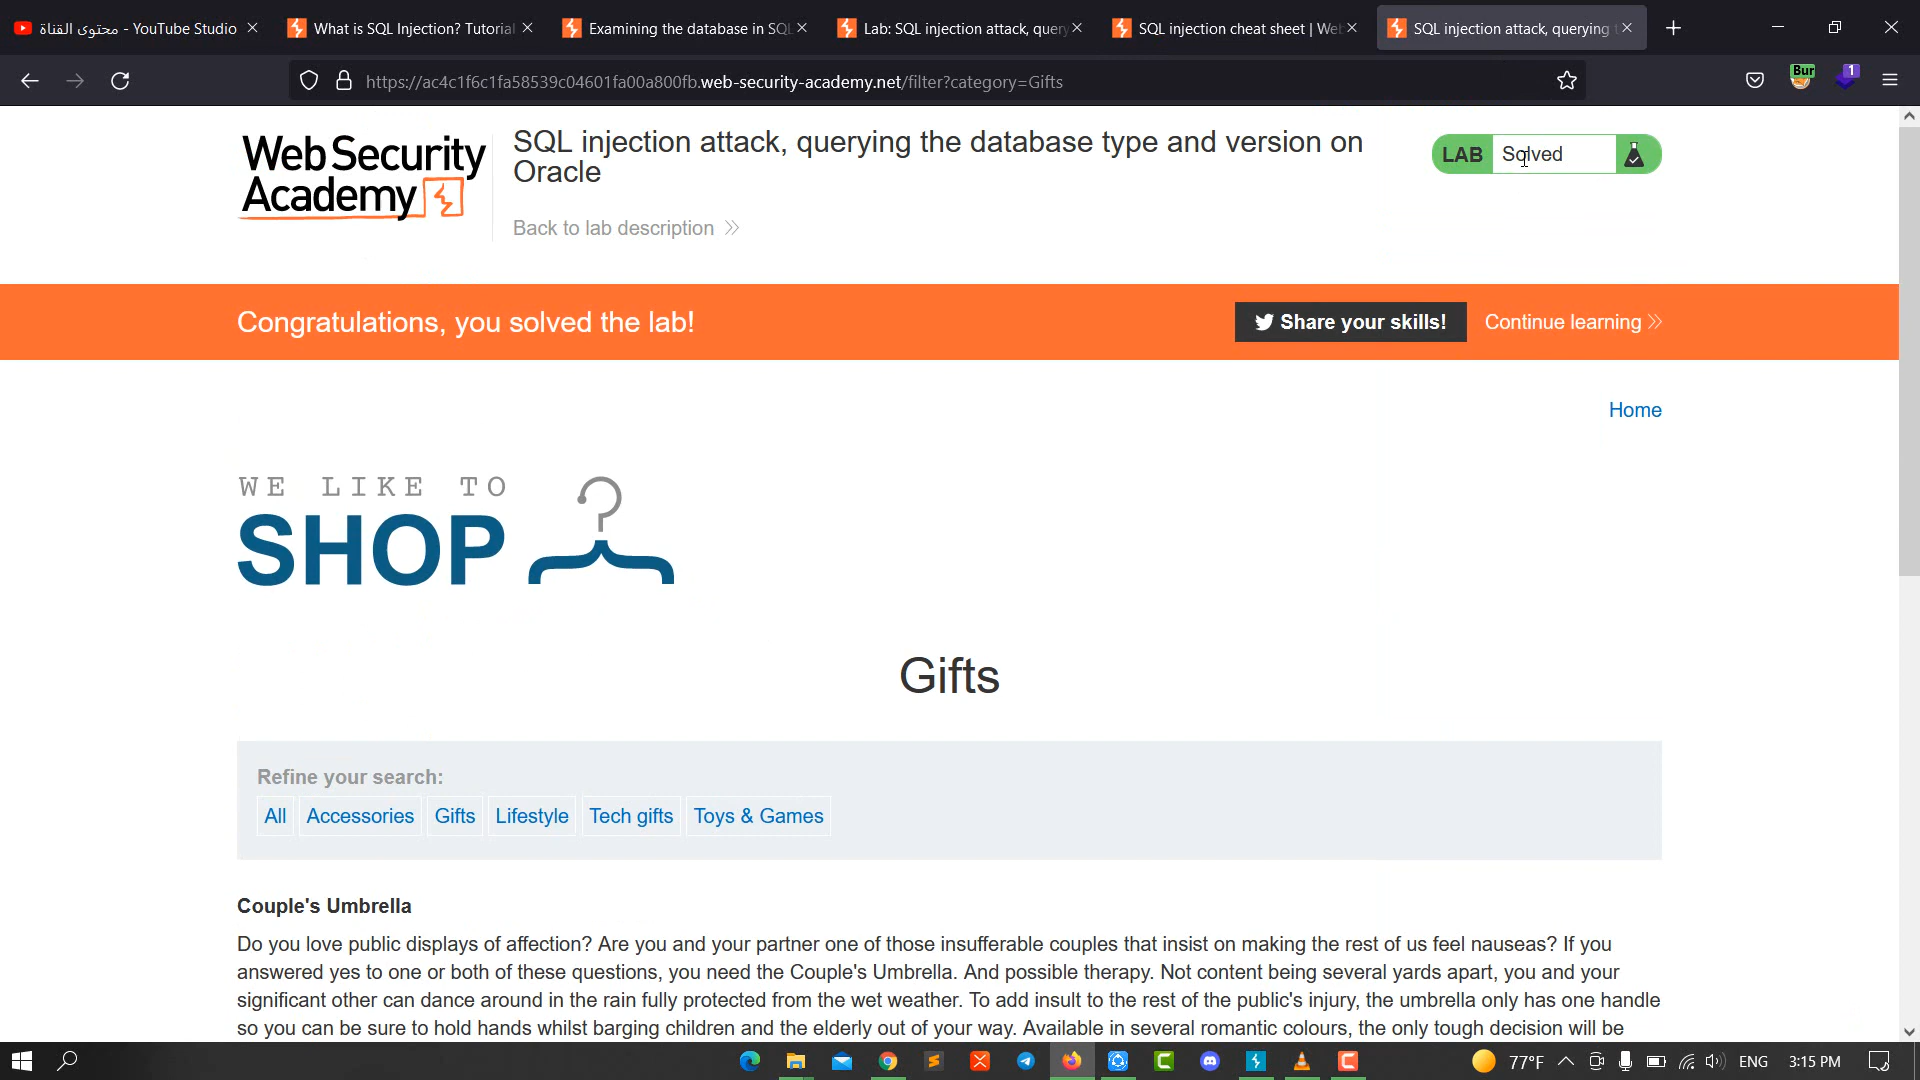 محتوى القناة - YouTube Studio
What is SQL Injection? Tutorial
Examining the database in SQL
Lab: SQL injection attack, query
SQL injection cheat sheet | Web
SQL injection attack, querying t
https://ac4c1f6c1fa58539c04601fa00a800fb.web-security-academy.net/filter?category=Gifts
Bur
1
Web Security
Academy
SQL injection attack, querying the database type and version on
Oracle
Back to lab description
LAB Solved
Congratulations, you solved the lab!
Share your skills!
Continue learning
Home
WE LIKE TO
SHOP
Gifts
Refine your search:
All Accessories Gifts Lifestyle Tech gifts Toys & Games
Couple's Umbrella
Do you love public displays of affection? Are you and your partner one of those insufferable couples that insist on making the rest of us feel nauseas? If you
answered yes to one or both of these questions, you need the Couple's Umbrella. And possible therapy. Not content being several yards apart, you and your
significant other can dance around in the rain fully protected from the wet weather. To add insult to the rest of the public's injury, the umbrella only has one handle
so you can be sure to hold hands whilst barging children and the elderly out of your way. Available in several romantic colours, the only tough decision will be
77°F ENG 3:15 PM